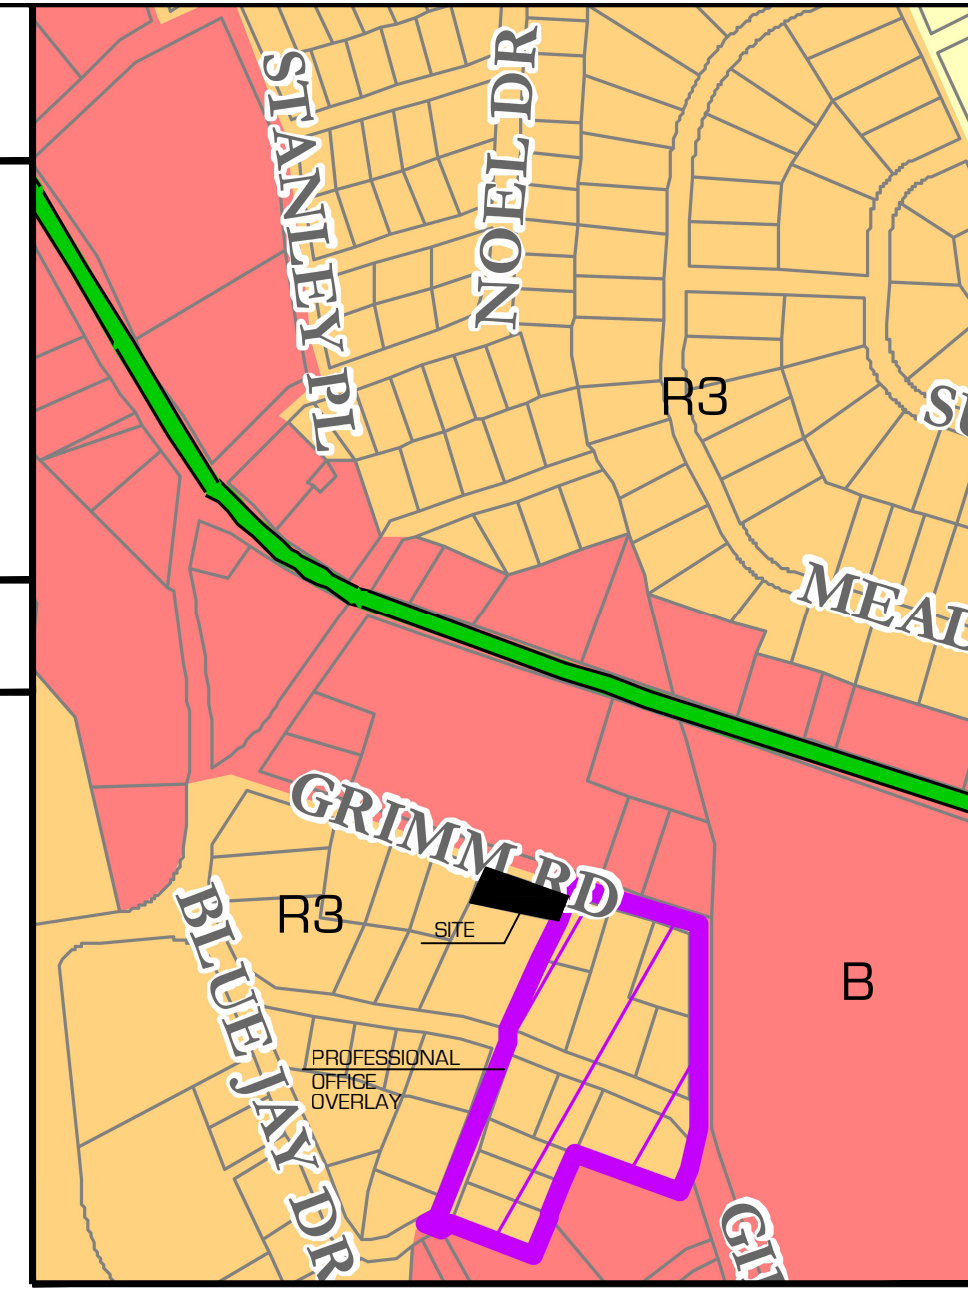 STANLEY PL
NOEL DR
R3
MEAD
GRIMM RD
R3
SITE
B
BLUE JAY DR
PROFESSIONAL
OFFICE
OVERLAY